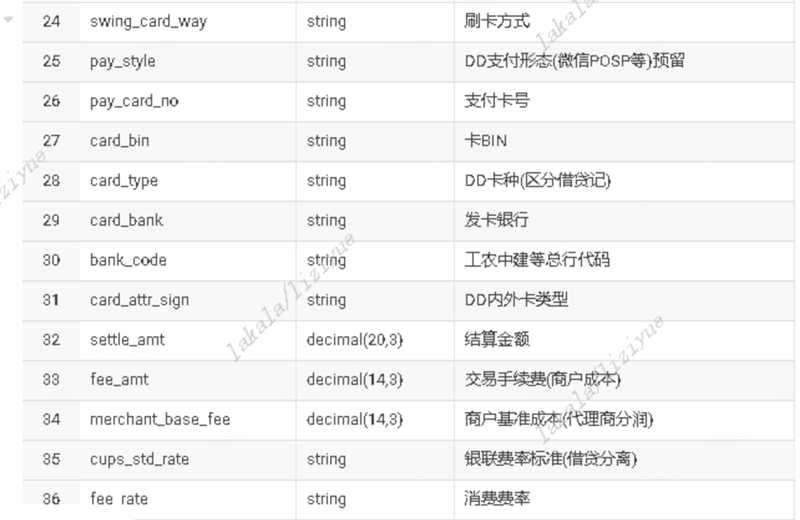 24 swing_card_way string 刷卡方式
25 pay_style string DD支付形态(微信POSP等)预留
26 pay_card_no string 支付卡号
27 card_bin string 卡BIN
28 card_type string DD卡种(区分借贷记)
29 card_bank string 发卡银行
30 bank_code string 工农中建等总行代码
31 card_attr_sign string DD内外卡类型
32 settle_amt decimal(20,3) 结算金额
33 fee_amt decimal(14,3) 交易手续费(商户成本)
34 merchant_base_fee decimal(14,3) 商户基准成本(代理商分润)
35 cups_std_rate string 银联费率标准(借贷分离)
36 fee_rate string 消费费率
lakala
liziyue
lakala/liziyue
lakala/liziyue